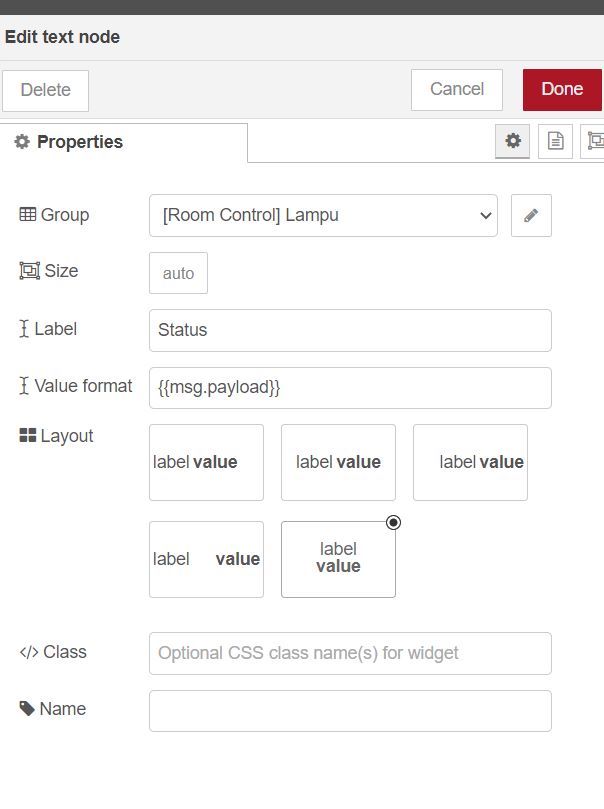 Edit text node
Delete
Cancel
Done
Properties
Group
[Room Control] Lampu
Size
auto
Label
Status
Value format
{{msg.payload}}
Layout
label value
label value
label value
label value
label
value
</> Class
Optional CSS class name(s) for widget
Name